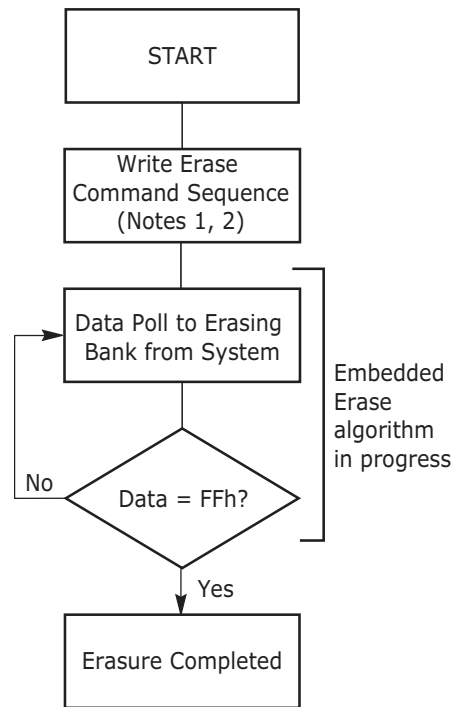 START
Write Erase
Command Sequence
(Notes 1, 2)
Data Poll to Erasing
Bank from System
Embedded
Erase
algorithm
in progress
No
Data = FFh?
Yes
Erasure Completed